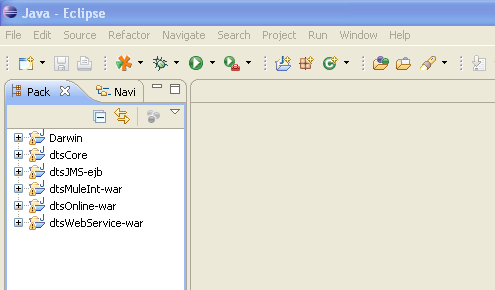 Java - Eclipse
File Edit Source Refactor Navigate Search Project Run Window Help
Pack Navi
Darwin
dtsCore
dtsJMS-ejb
dtsMuleInt-war
dtsOnline-war
dtsWebService-war